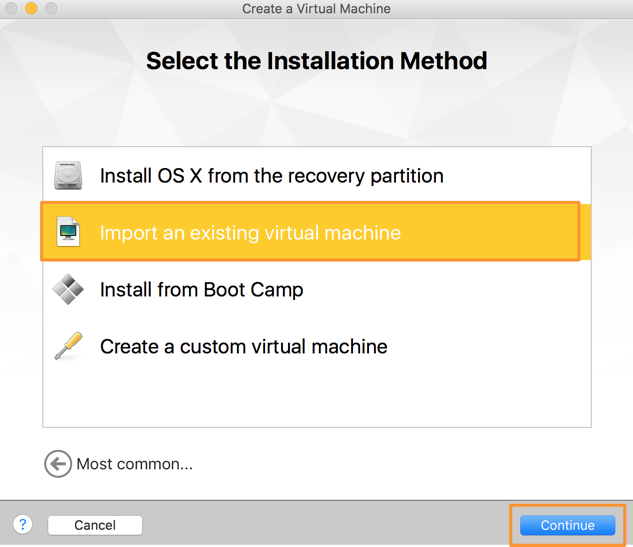 Create a Virtual Machine
Select the Installation Method
Install OS X from the recovery partition
Import an existing virtual machine
Install from Boot Camp
Create a custom virtual machine
Most common...
?
Cancel
Continue